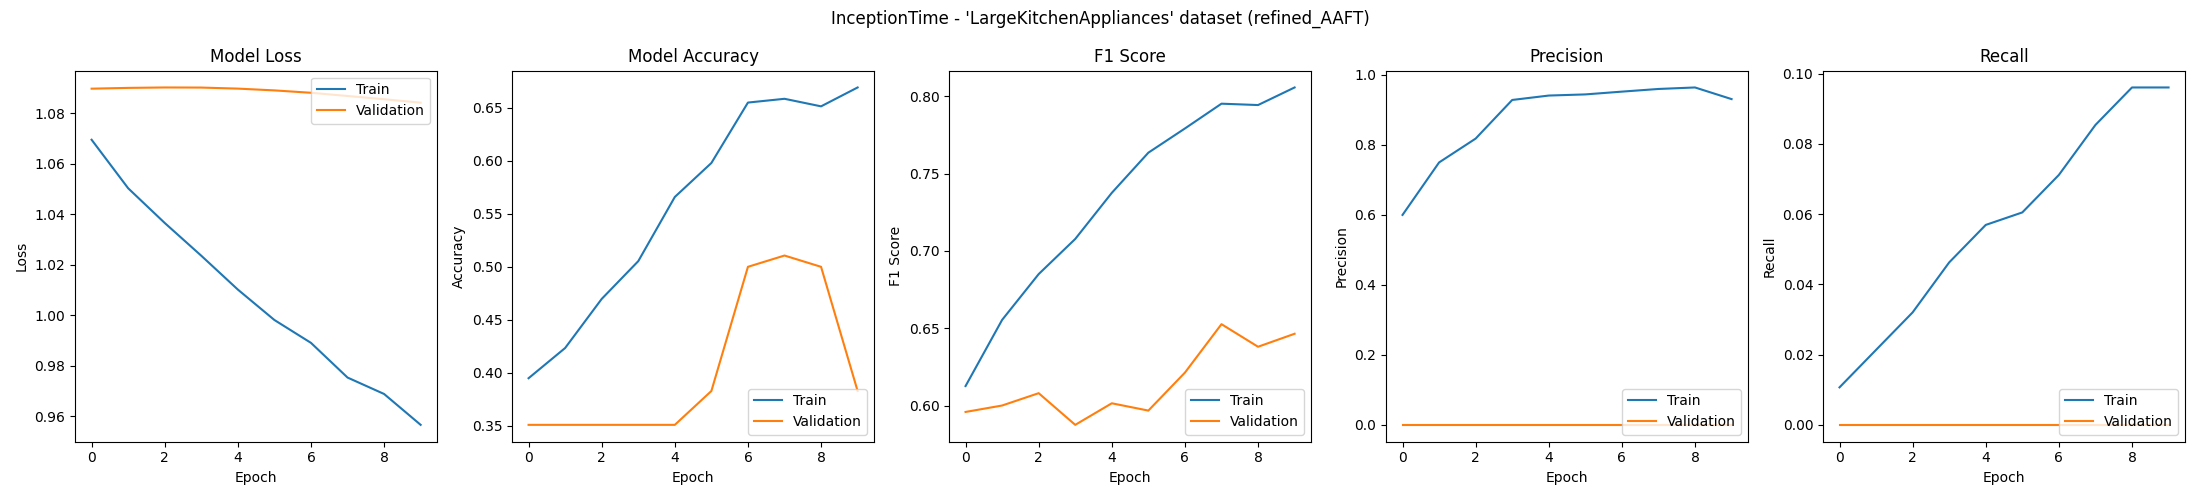 InceptionTime - 'LargeKitchenAppliances' dataset (refined_AAFT)
Model Loss
Loss
1.08
1.06
1.04
1.02
1.00
0.98
0.96
0 2 4 6 8
Epoch
Train
Validation
Model Accuracy
Accuracy
0.65
0.60
0.55
0.50
0.45
0.40
0.35
0 2 4 6 8
Epoch
Train
Validation
F1 Score
F1 Score
0.80
0.75
0.70
0.65
0.60
0 2 4 6 8
Epoch
Train
Validation
Precision
Precision
1.0
0.8
0.6
0.4
0.2
0.0
0 2 4 6 8
Epoch
Train
Validation
Recall
Recall
0.10
0.08
0.06
0.04
0.02
0.00
0 2 4 6 8
Epoch
Train
Validation